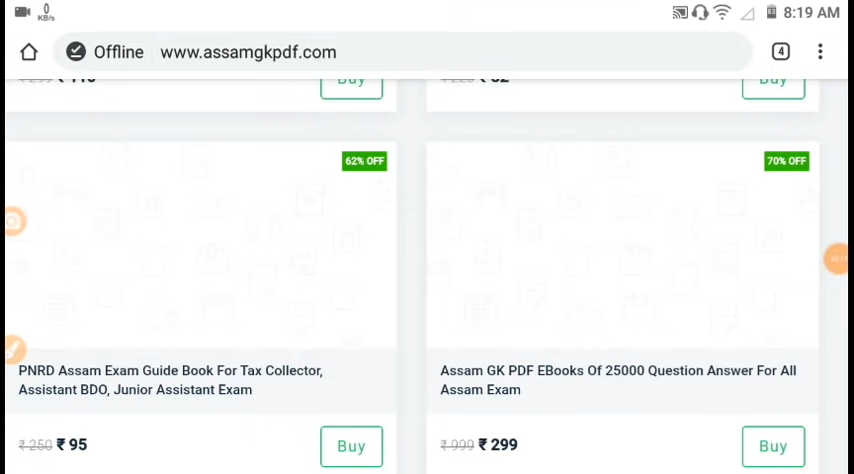 0
KB/s
8:19 AM
Offline www.assamgkpdf.com
4
Buy
Buy
62% OFF
70% OFF
PNRD Assam Exam Guide Book For Tax Collector,
Assistant BDO, Junior Assistant Exam
Assam GK PDF EBooks Of 25000 Question Answer For All
Assam Exam
₹ 250 ₹ 95
Buy
₹ 999 ₹ 299
Buy